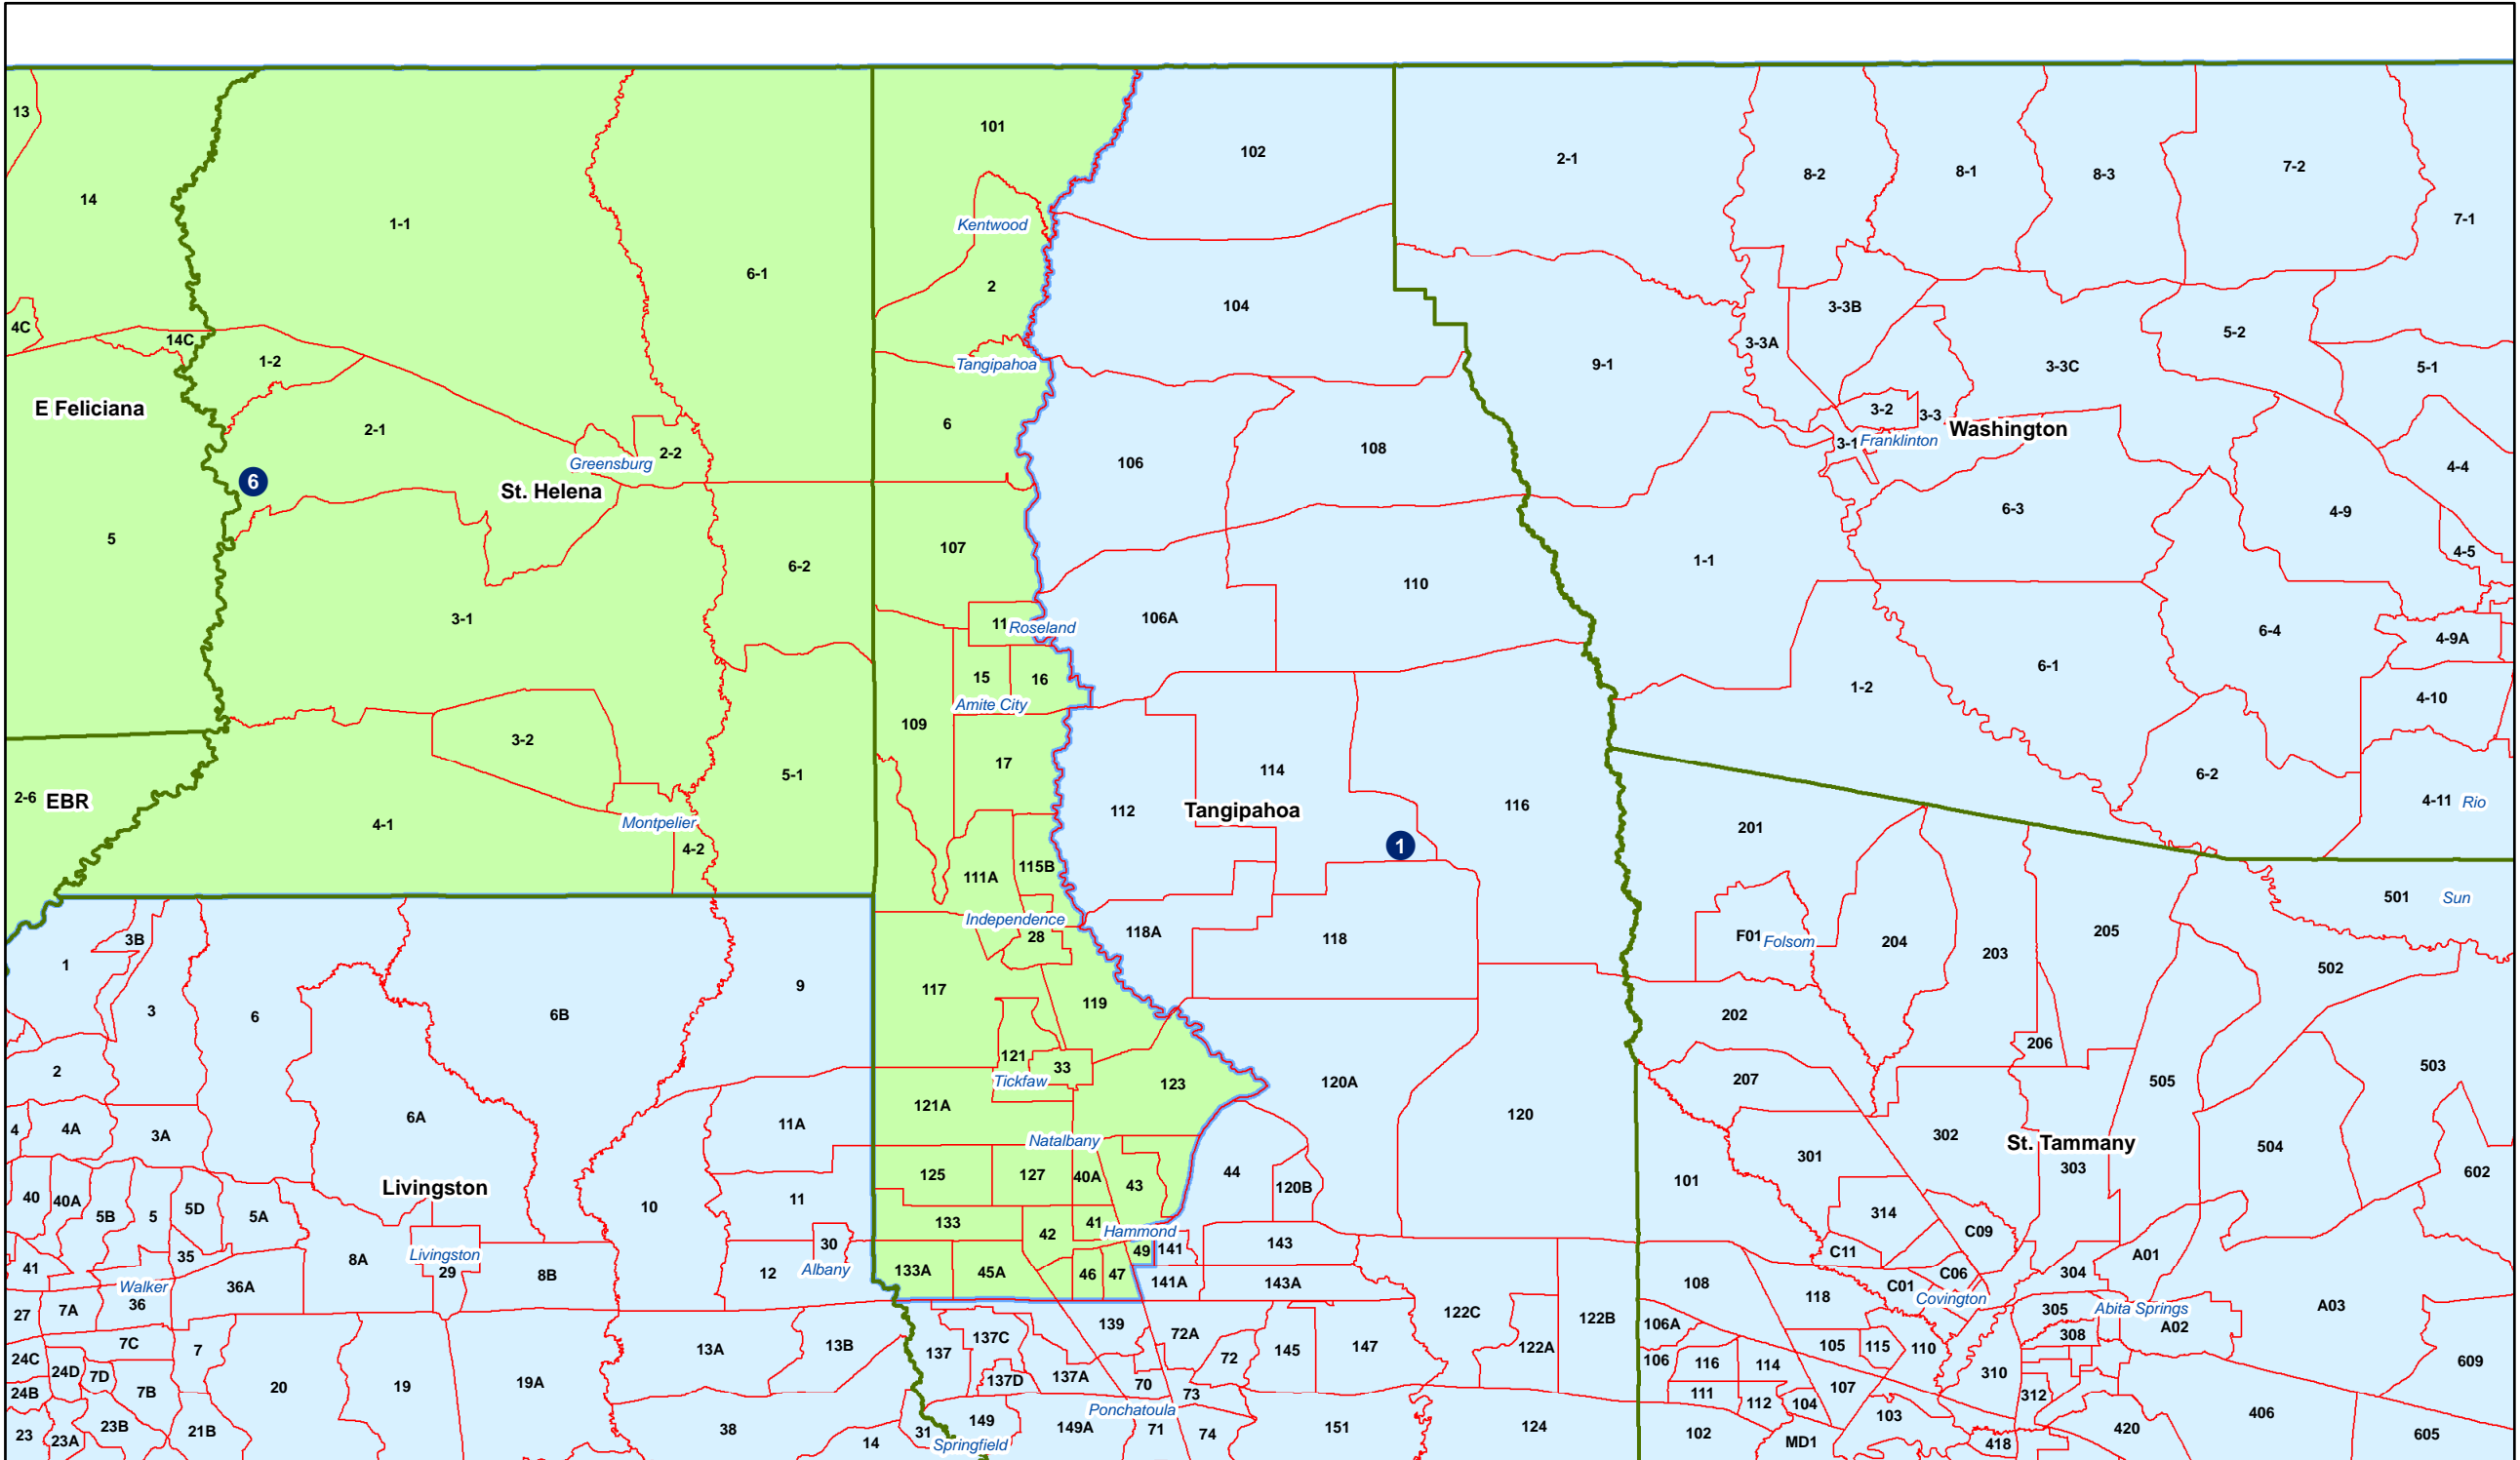 13
101
102
2-1
8-2
8-1
8-3
7-2
14
7-1
1-1
Kentwood
6-1
2
104
3-3B
4C
14C
5-2
3-3A
1-2
Tangipahoa
9-1
3-3C
5-1
E Feliciana
3-2
3-3
6
2-1
Washington
3-1
Franklinton
108
2-2
Greensburg
106
4-4
6
St. Helena
6-3
4-9
5
107
4-5
6-2
1-1
110
3-1
106A
11
Roseland
6-4
4-9A
6-1
15
16
1-2
4-10
Amite City
109
3-2
17
114
5-1
6-2
2-6
EBR
112
Tangipahoa
116
4-11
Rio
4-1
Montpelier
201
4-2
1
115B
111A
501
Sun
Independence
28
118A
118
F01
Folsom
204
205
3B
203
1
502
9
117
119
3
6
6B
202
206
121
33
503
2
Tickfaw
123
120A
207
505
121A
120
6A
11A
4
4A
3A
Natalbany
302
St. Tammany
504
301
303
125
127
40A
43
44
120B
101
602
Livingston
40
40A
5B
5
5D
5A
10
11
314
133
42
41
Hammond
C09
30
49
141
143
C11
A01
35
Livingston
8A
41
29
8B
12
Albany
133A
45A
46
47
141A
143A
108
C01
C06
304
Walker
36
36A
118
Covington
305
Abita Springs
A02
A03
27
7A
122C
122B
106A
308
7C
7
13A
13B
137
137C
139
72A
145
147
122A
105
115
110
24C
24D
7D
137D
137A
72
106
116
114
609
24B
7B
20
19
19A
70
73
111
112
104
107
310
312
Ponchatoula
23
23A
23B
21B
38
14
31
149
149A
71
74
151
124
102
MD1
103
418
420
406
605
Springfield